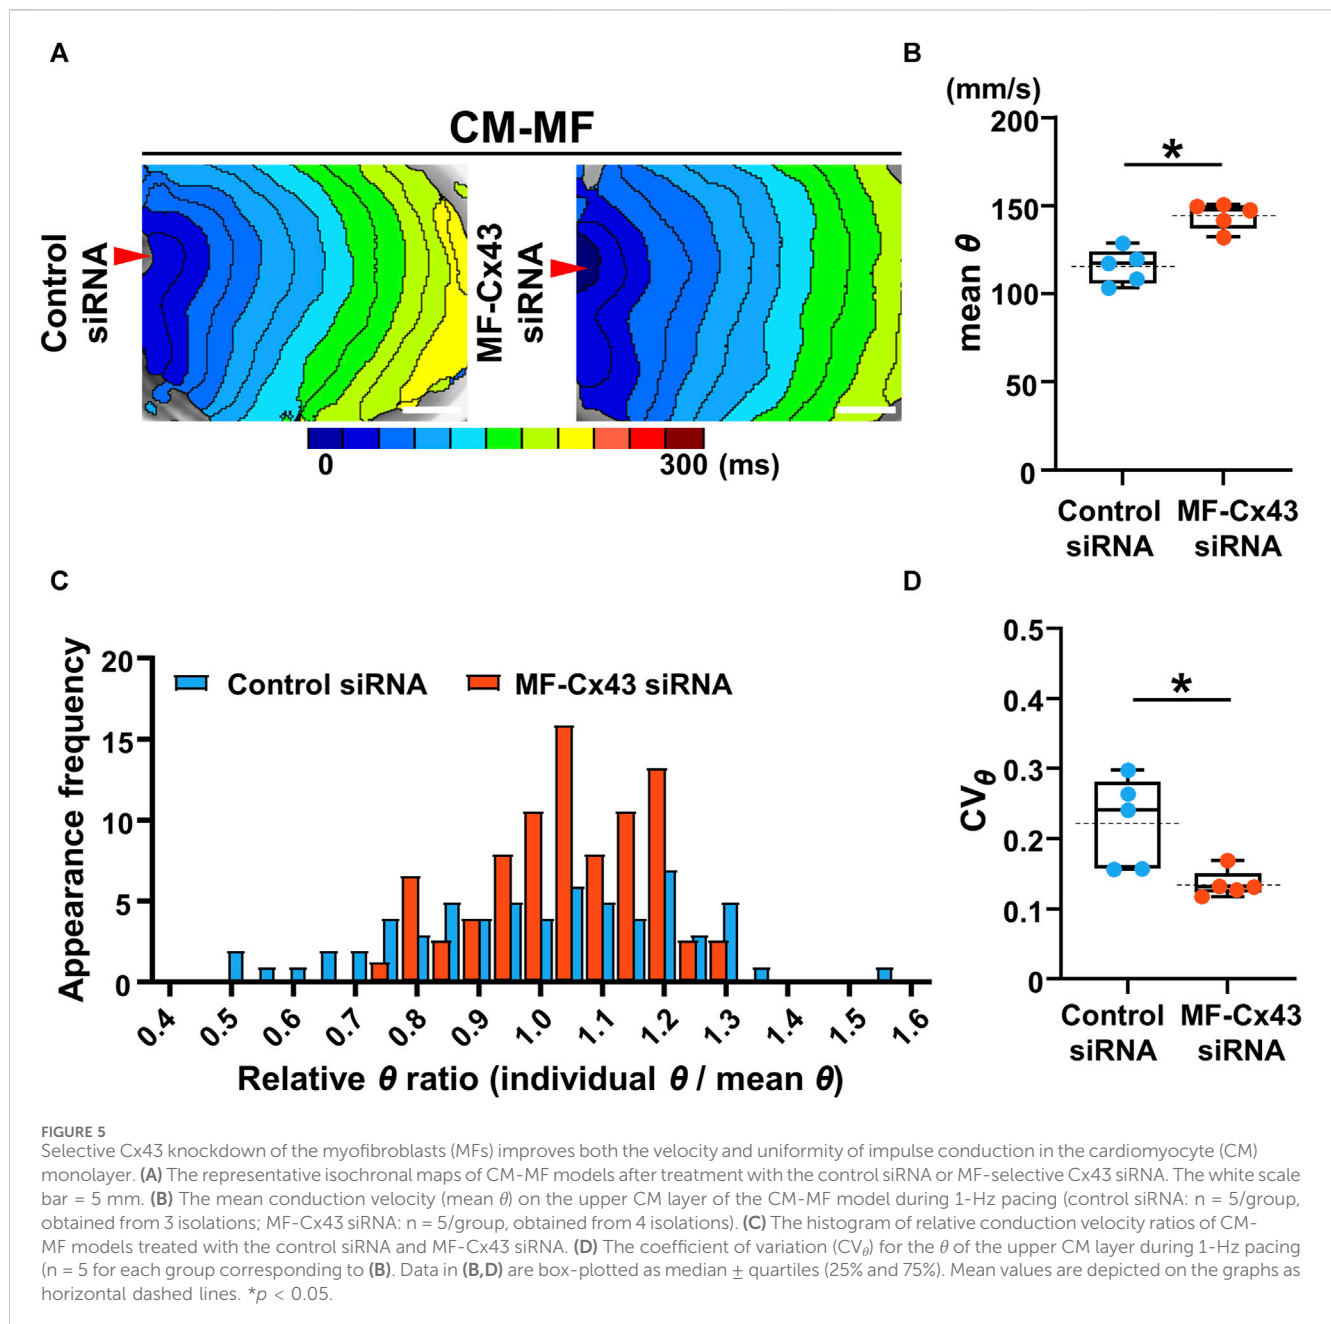 A
CM-MF
Control
siRNA
MF-Cx43
siRNA
0
300 (ms)
B
(mm/s)
200
150
100
50
0
mean θ
*
Control
siRNA
MF-Cx43
siRNA
C
Appearance frequency
20
15
10
5
0
Control siRNA
MF-Cx43 siRNA
0.4
0.5
0.6
0.7
0.8
0.9
1.0
1.1
1.2
1.3
1.4
1.5
1.6
Relative θ ratio (individual θ / mean θ)
D
0.5
0.4
0.3
0.2
0.1
0
CVθ
*
Control
siRNA
MF-Cx43
siRNA
FIGURE 5
Selective Cx43 knockdown of the myofibroblasts (MFs) improves both the velocity and uniformity of impulse conduction in the cardiomyocyte (CM)
monolayer. (A) The representative isochronal maps of CM-MF models after treatment with the control siRNA or MF-selective Cx43 siRNA. The white scale
bar = 5 mm. (B) The mean conduction velocity (mean θ) on the upper CM layer of the CM-MF model during 1-Hz pacing (control siRNA: n = 5/group,
obtained from 3 isolations; MF-Cx43 siRNA: n = 5/group, obtained from 4 isolations). (C) The histogram of relative conduction velocity ratios of CM-
MF models treated with the control siRNA and MF-Cx43 siRNA. (D) The coefficient of variation (CVθ) for the θ of the upper CM layer during 1-Hz pacing
(n = 5 for each group corresponding to (B). Data in (B,D) are box-plotted as median ± quartiles (25% and 75%). Mean values are depicted on the graphs as
horizontal dashed lines. *p < 0.05.